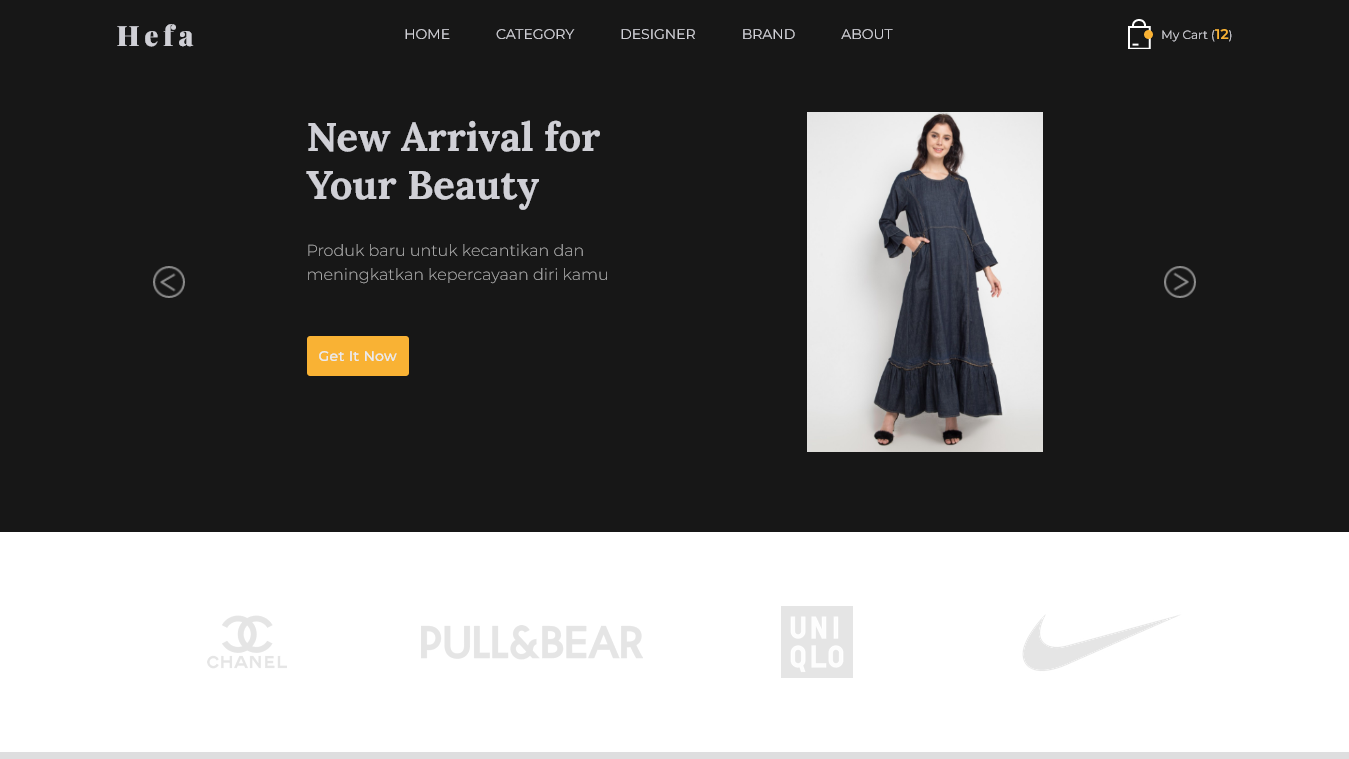 Hefa
HOME
CATEGORY
DESIGNER
BRAND
ABOUT
My Cart (12)
New Arrival for
Your Beauty
Produk baru untuk kecantikan dan
meningkatkan kepercayaan diri kamu
Get It Now
CHANEL
PULL&BEAR
UNI
QLO